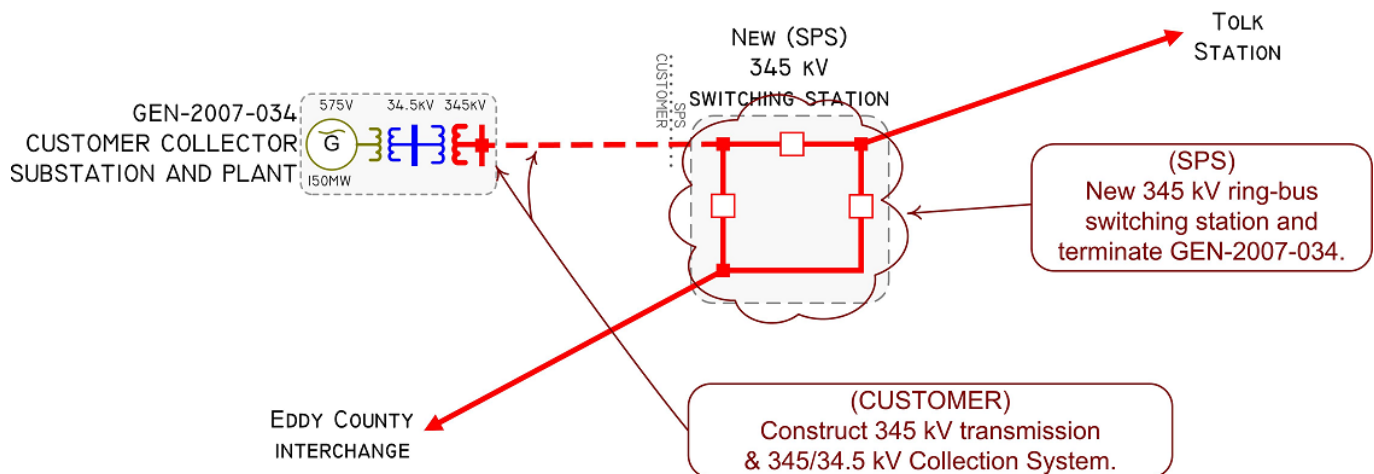 GEN-2007-034
CUSTOMER COLLECTOR
SUBSTATION AND PLANT
575V
34.5KV
345KV
G
150MW
CUSTOMER
SPS
NEW (SPS)
345 KV
SWITCHING STATION
TOLK
STATION
(SPS)
New 345 kV ring-bus
switching station and
terminate GEN-2007-034.
EDDY COUNTY
INTERCHANGE
(CUSTOMER)
Construct 345 kV transmission
& 345/34.5 kV Collection System.